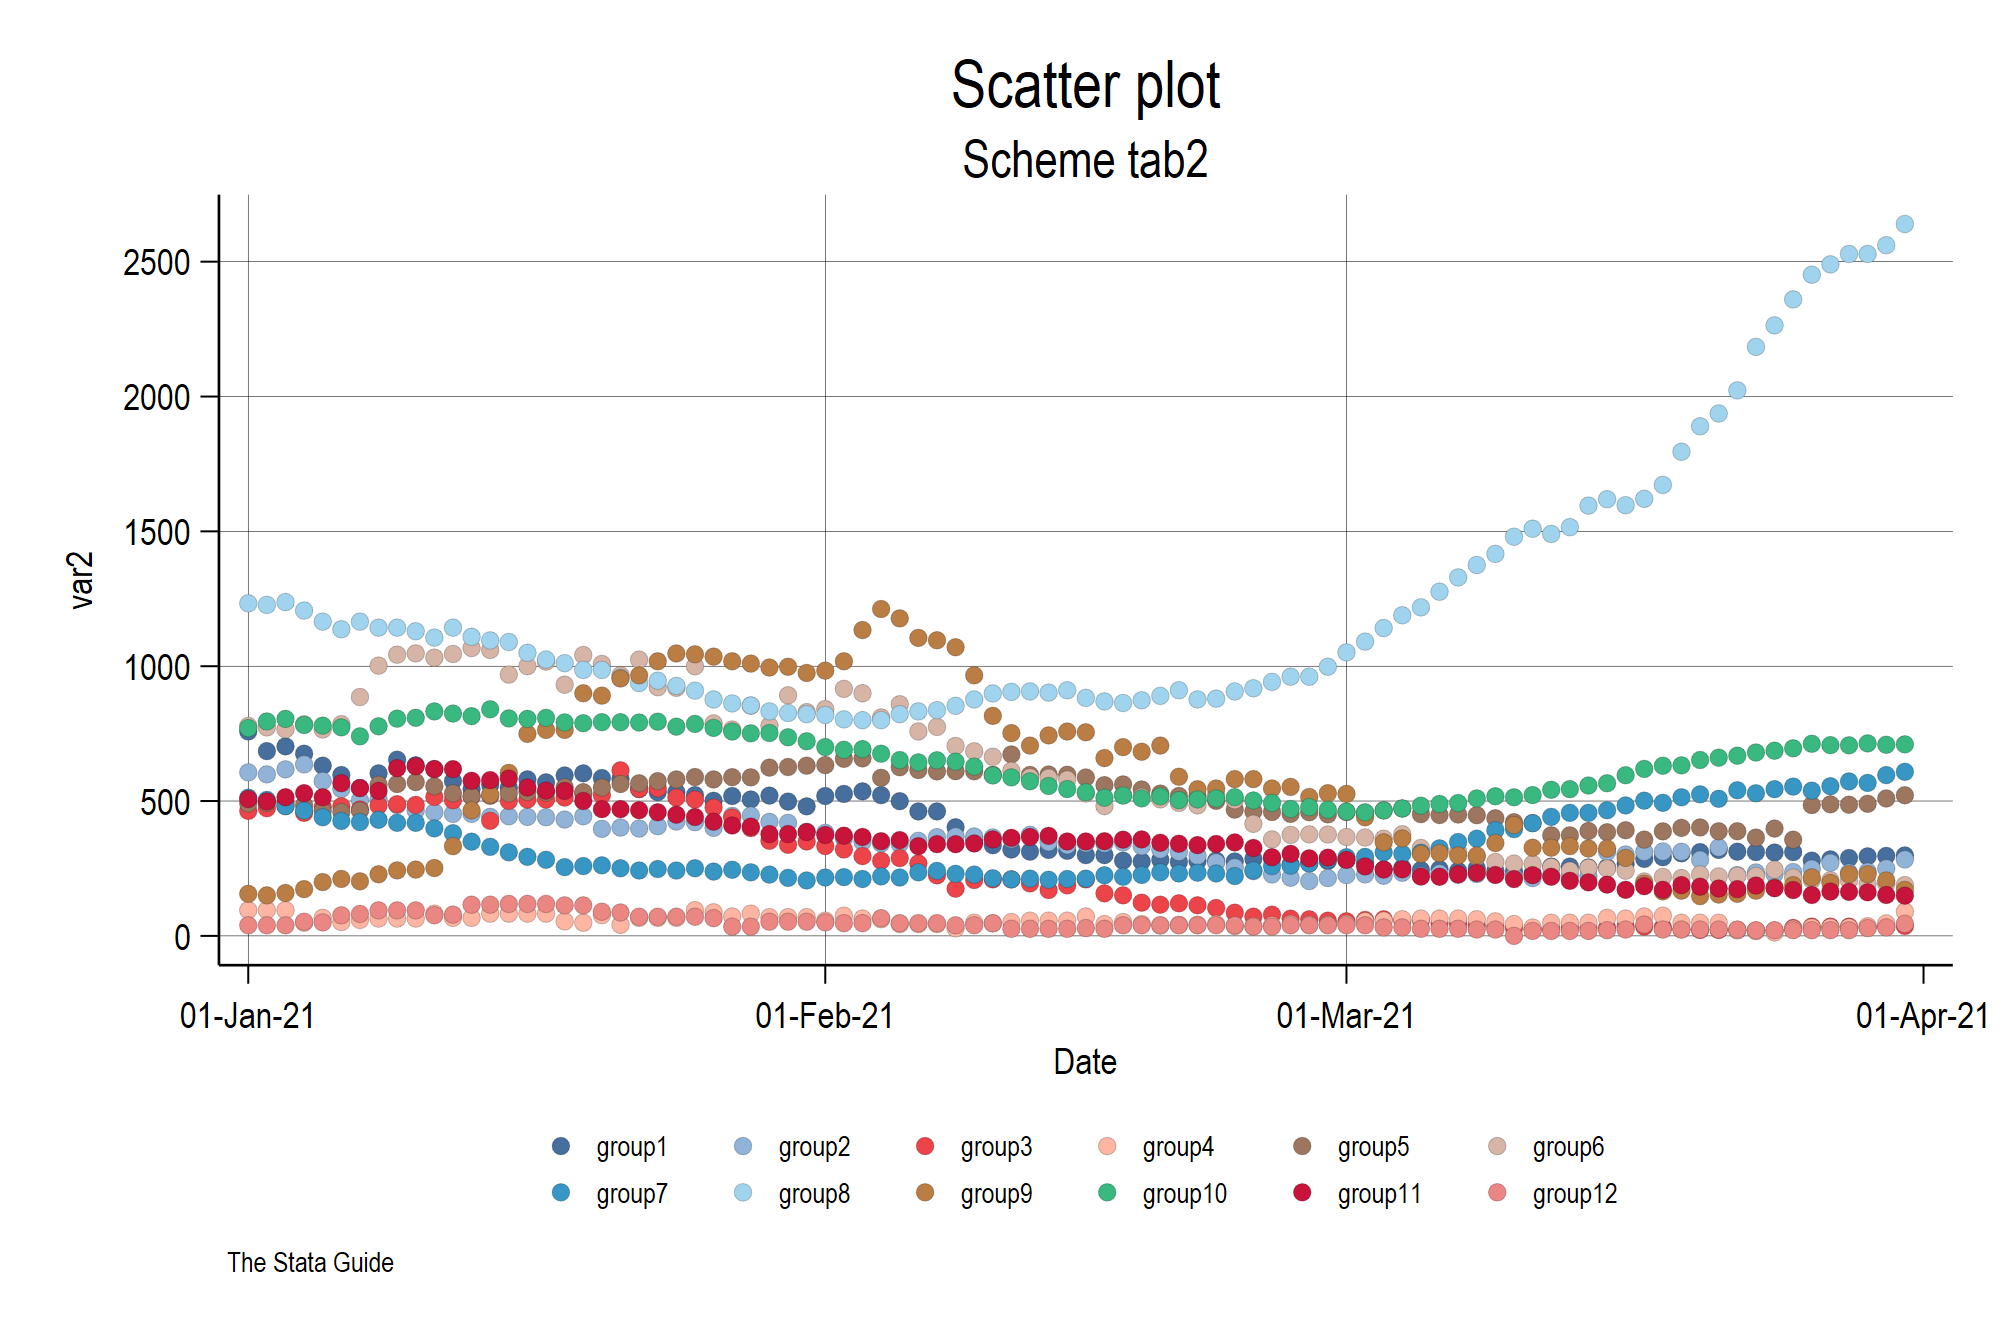 Scatter plot
Scheme tab2
2500
2000
1500
1000
500
0
var2
01-Jan-21 01-Feb-21 01-Mar-21 01-Apr-21
Date
group1 group2 group3 group4 group5 group6
group7 group8 group9 group10 group11 group12
The Stata Guide